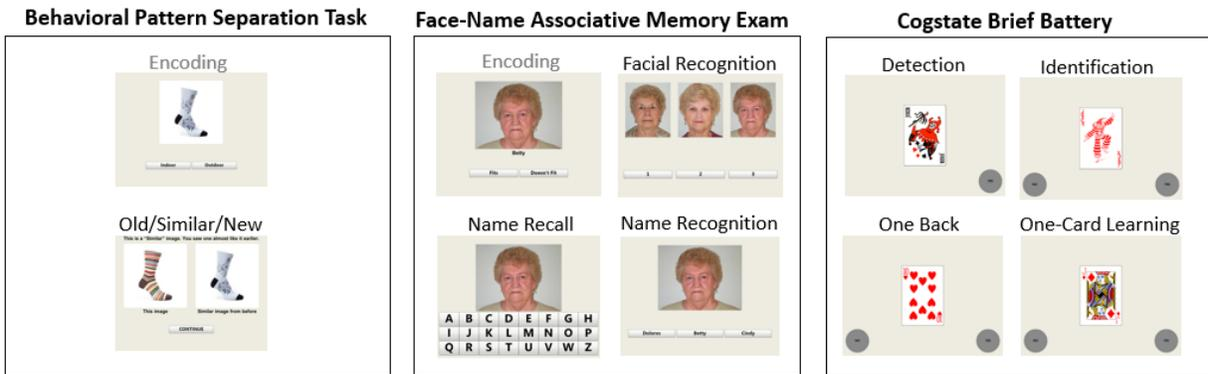 Behavioral Pattern Separation Task
Encoding
Indoor Outdoor
Old/Similar/New
This is a "Similar" image. You saw one almost like it earlier.
This image Similar image from before
CONTINUE
Face-Name Associative Memory Exam
Encoding
Betty
Fits Doesn't Fit
Facial Recognition
1 2 3
Name Recall
A B C D E F G H
I J K L M N O P
Q R S T U V W Z
Name Recognition
Dolores Betty Cindy
Cogstate Brief Battery
Detection
Identification
One Back
One-Card Learning